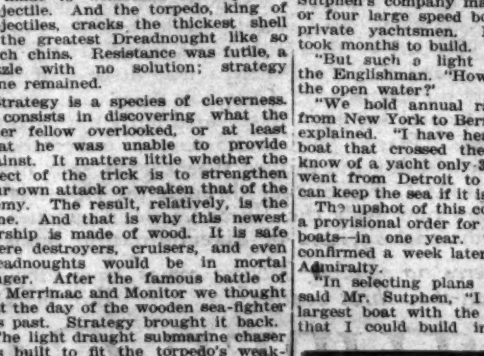 jectile. And the torpedo, king of
jectiles, cracks the thickest shell
the greatest Dreadnought like so
ch chins. Resistance was futile, a
zle with no solution; strategy
ne remained.
trategy is a species of cleverness.
consists in discovering what the
er fellow overlooked, or at least
at he was unable to provide
ainst. It matters little whether the
ect of the trick is to strengthen
ur own attack or weaken that of the
emy. The result, relatively, is the
ne. And that is why this newest
rship is made of wood. It is safe
ere destroyers, cruisers, and even
eadnoughts would be in mortal
nger. After the famous battle of
Merrimac and Monitor we thought
t the day of the wooden sea-fighter
s past. Strategy brought it back.
he light draught submarine chaser
built to fit the torpedo's weak-
Sutphen's company ma
or four large speed bo
private yachtsmen.
took months to build.
"But such a light
the Englishman. "How
the open water?"
"We hold annual ra
from New York to Ber
explained. "I have hea
boat that crossed the
know of a yacht only 3
went from Detroit to
can keep the sea if it is
The upshot of this co
a provisional order for
boats—in one year.
confirmed a week later
Admiralty.
"In selecting plans
said Mr. Sutphen, "I
largest boat with the
that I could build in